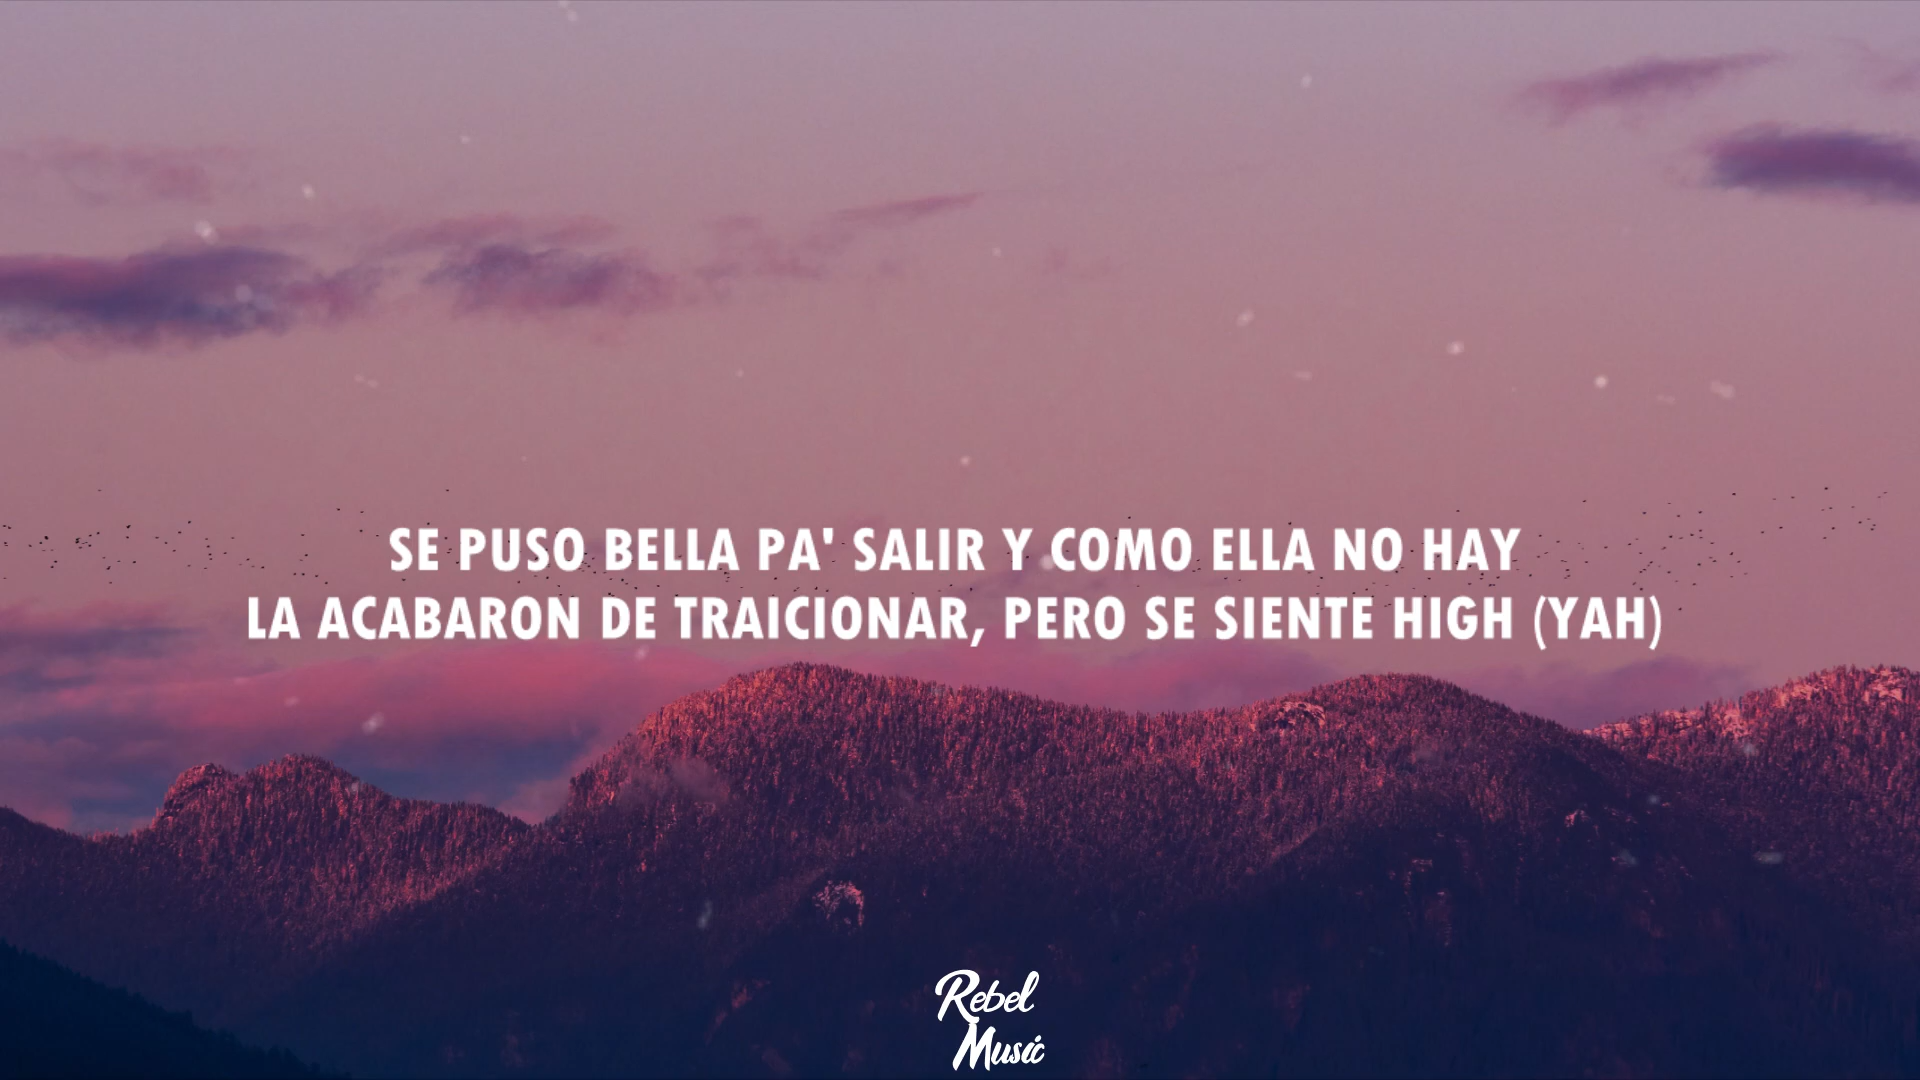 SE PUSO BELLA PA' SALIR Y COMO ELLA NO HAY
LA ACABARON DE TRAICIONAR, PERO SE SIENTE HIGH (YAH)
Rebel
Music